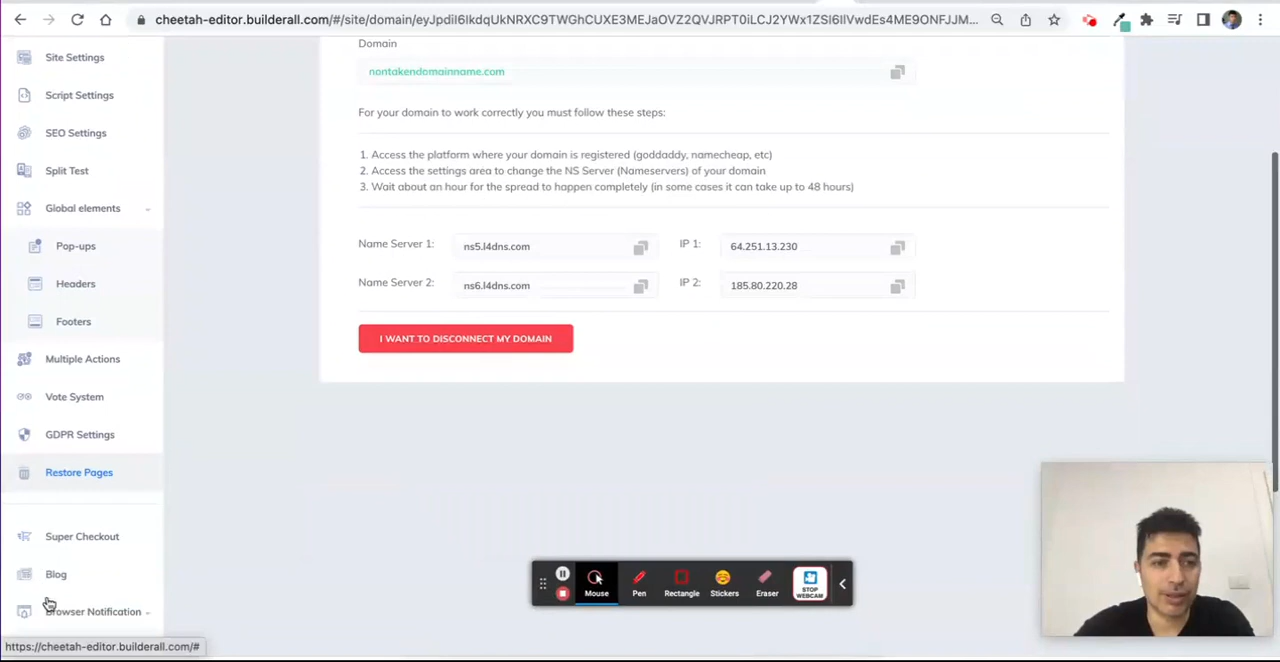 cheetah-editor.builderall.com/#/site/domain/eyJpdiI6IkdqUkNRXC9TWGhCUXE3MEJaOVZ2QVJRPT0iLCJ2YWx1ZSI6IlVwdEs4ME9ONFJJM...
Site Settings
Script Settings
SEO Settings
Split Test
Global elements
Pop-ups
Headers
Footers
Multiple Actions
Vote System
GDPR Settings
Restore Pages
Super Checkout
Blog
Browser Notification
https://cheetah-editor.builderall.com/#
Domain
nontakendomainname.com
For your domain to work correctly you must follow these steps:
1. Access the platform where your domain is registered (goddaddy, namecheap, etc)
2. Access the settings area to change the NS Server (Nameservers) of your domain
3. Wait about an hour for the spread to happen completely (in some cases it can take up to 48 hours)
Name Server 1: ns5.l4dns.com IP 1: 64.251.13.230
Name Server 2: ns6.l4dns.com IP 2: 185.80.220.28
I WANT TO DISCONNECT MY DOMAIN
Mouse Pen Rectangle Stickers Eraser STOP WEBCAM